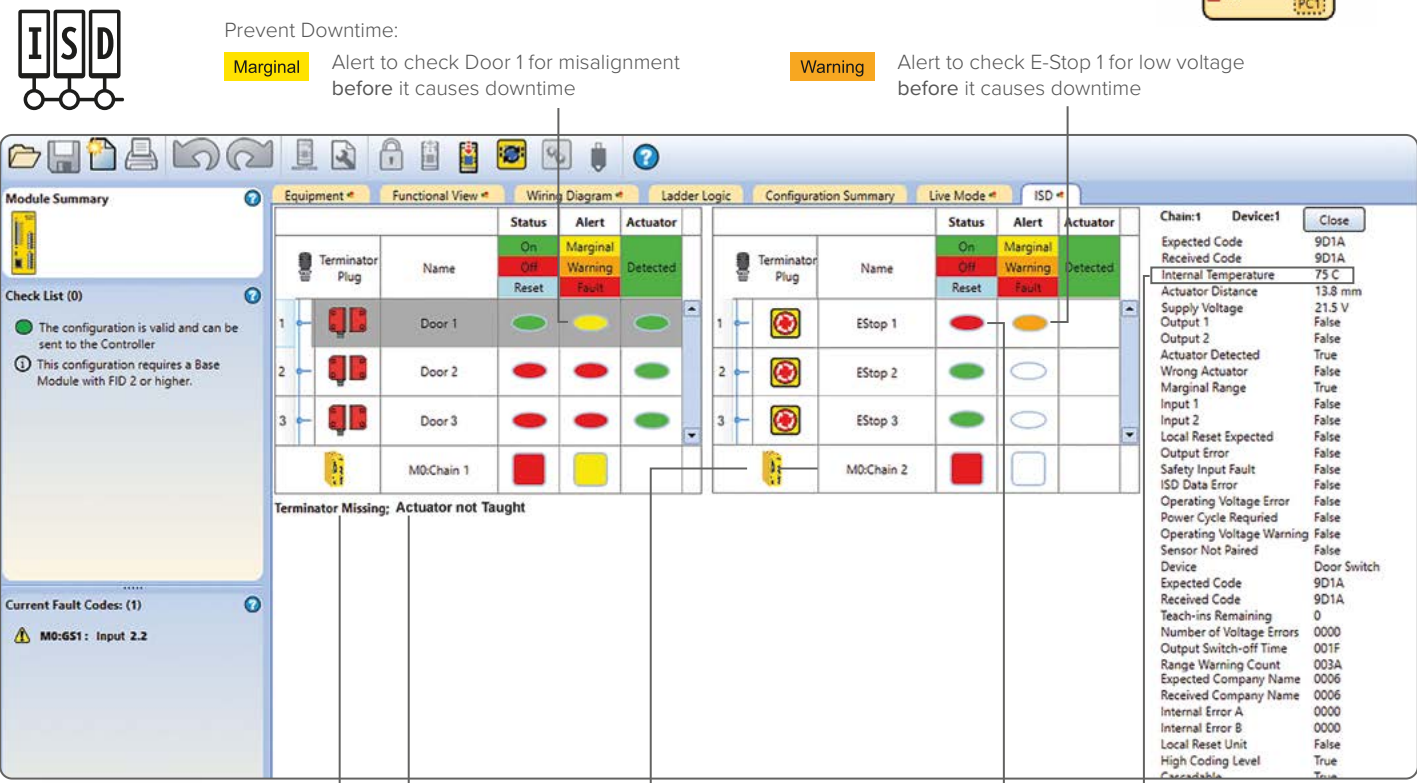 PC1
ISD
Prevent Downtime:
Marginal Alert to check Door 1 for misalignment
before it causes downtime
Warning Alert to check E-Stop 1 for low voltage
before it causes downtime
Module Summary
Check List (0)
The configuration is valid and can be
sent to the Controller
This configuration requires a Base
Module with FID 2 or higher.
Current Fault Codes: (1)
M0:GS1: Input 2.2
Equipment Functional View Wiring Diagram Ladder Logic Configuration Summary Live Mode ISD
Status Alert Actuator
Terminator
Plug
Name
On Marginal
Off Warning Detected
Reset Fault
1 Door 1
2 Door 2
3 Door 3
M0:Chain 1
Terminator Missing; Actuator not Taught
Status Alert Actuator
Terminator
Plug
Name
On Marginal
Off Warning Detected
Reset Fault
1 EStop 1
2 EStop 2
3 EStop 3
M0:Chain 2
Chain:1 Device:1 Close
Expected Code 9D1A
Received Code 9D1A
Internal Temperature 75 C
Actuator Distance 13.8 mm
Supply Voltage 21.5 V
Output 1 False
Output 2 False
Actuator Detected True
Wrong Actuator False
Marginal Range True
Input 1 False
Input 2 False
Local Reset Expected False
Output Error False
Safety Input Fault False
ISD Data Error False
Operating Voltage Error False
Power Cycle Requried False
Operating Voltage Warning False
Sensor Not Paired False
Device Door Switch
Expected Code 9D1A
Received Code 9D1A
Teach-ins Remaining 0
Number of Voltage Errors 0000
Output Switch-off Time 001F
Range Warning Count 003A
Expected Company Name 0006
Received Company Name 0006
Internal Error A 0000
Internal Error B 0000
Local Reset Unit False
High Coding Level True
Cascadable True